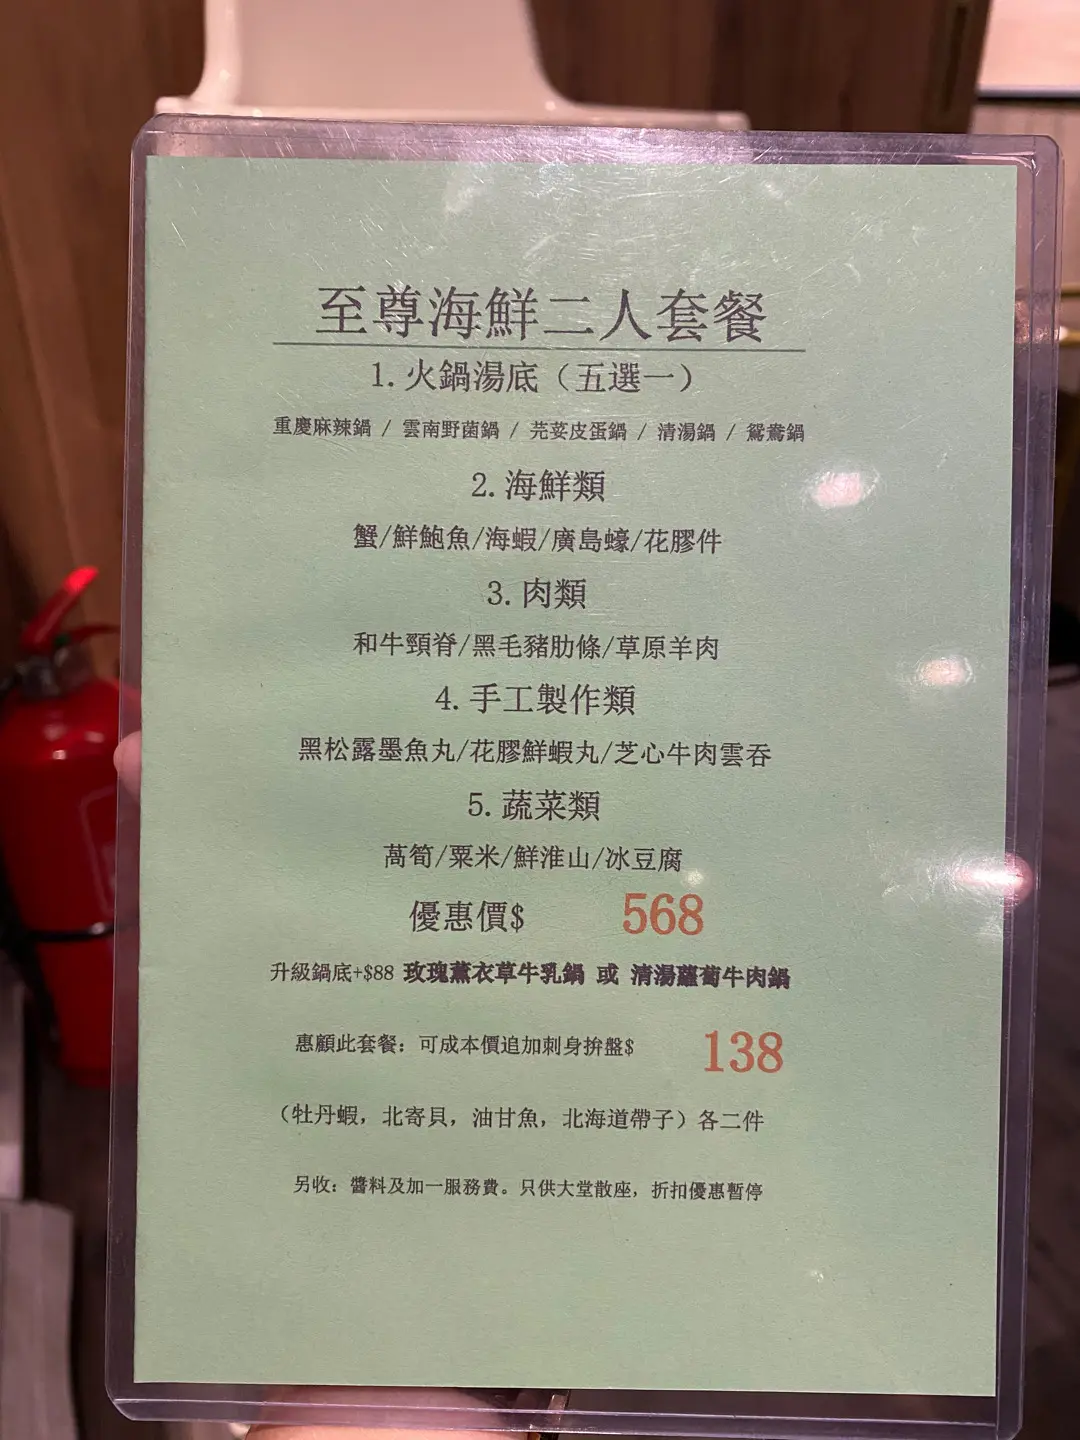 至尊海鮮二人套餐
1. 火鍋湯底（五選一）
重慶麻辣鍋 / 雲南野菌鍋 / 芫荽皮蛋鍋 / 清湯鍋 / 鴛鴦鍋
2. 海鮮類
蟹/鮮鮑魚/海蝦/廣島蠔/花膠件
3. 肉類
和牛頸脊/黑毛豬肋條/草原羊肉
4. 手工製作類
黑松露墨魚丸/花膠鮮蝦丸/芝心牛肉雲吞
5. 蔬菜類
萵筍/粟米/鮮淮山/冰豆腐
優惠價$ 568
升級鍋底+$88 玫瑰薰衣草牛乳鍋 或 清湯蘿蔔牛肉鍋
惠顧此套餐：可成本價追加刺身拚盤$ 138
（牡丹蝦，北寄貝，油甘魚，北海道帶子）各二件
另收：醬料及加一服務費。只供大堂散座，折扣優惠暫停